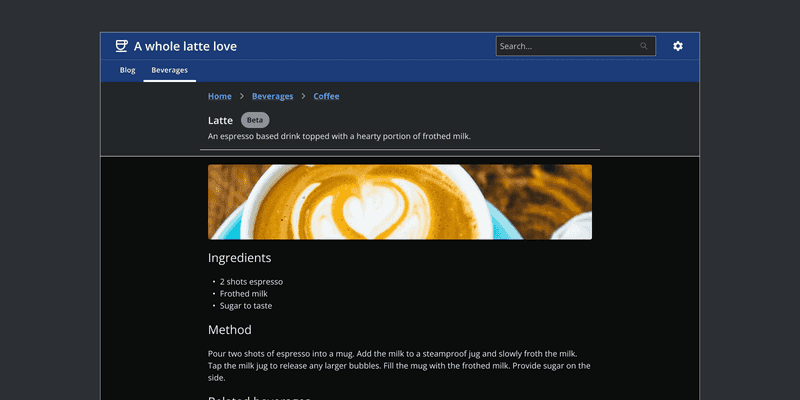 A whole latte love
Search...
Blog
Beverages
Home
Beverages
Coffee
Latte
Beta
An espresso based drink topped with a hearty portion of frothed milk.
Ingredients
• 2 shots espresso
• Frothed milk
• Sugar to taste
Method
Pour two shots of espresso into a mug. Add the milk to a steamproof jug and slowly froth the milk.
Tap the milk jug to release any larger bubbles. Fill the mug with the frothed milk. Provide sugar on the
side.
Related beverages